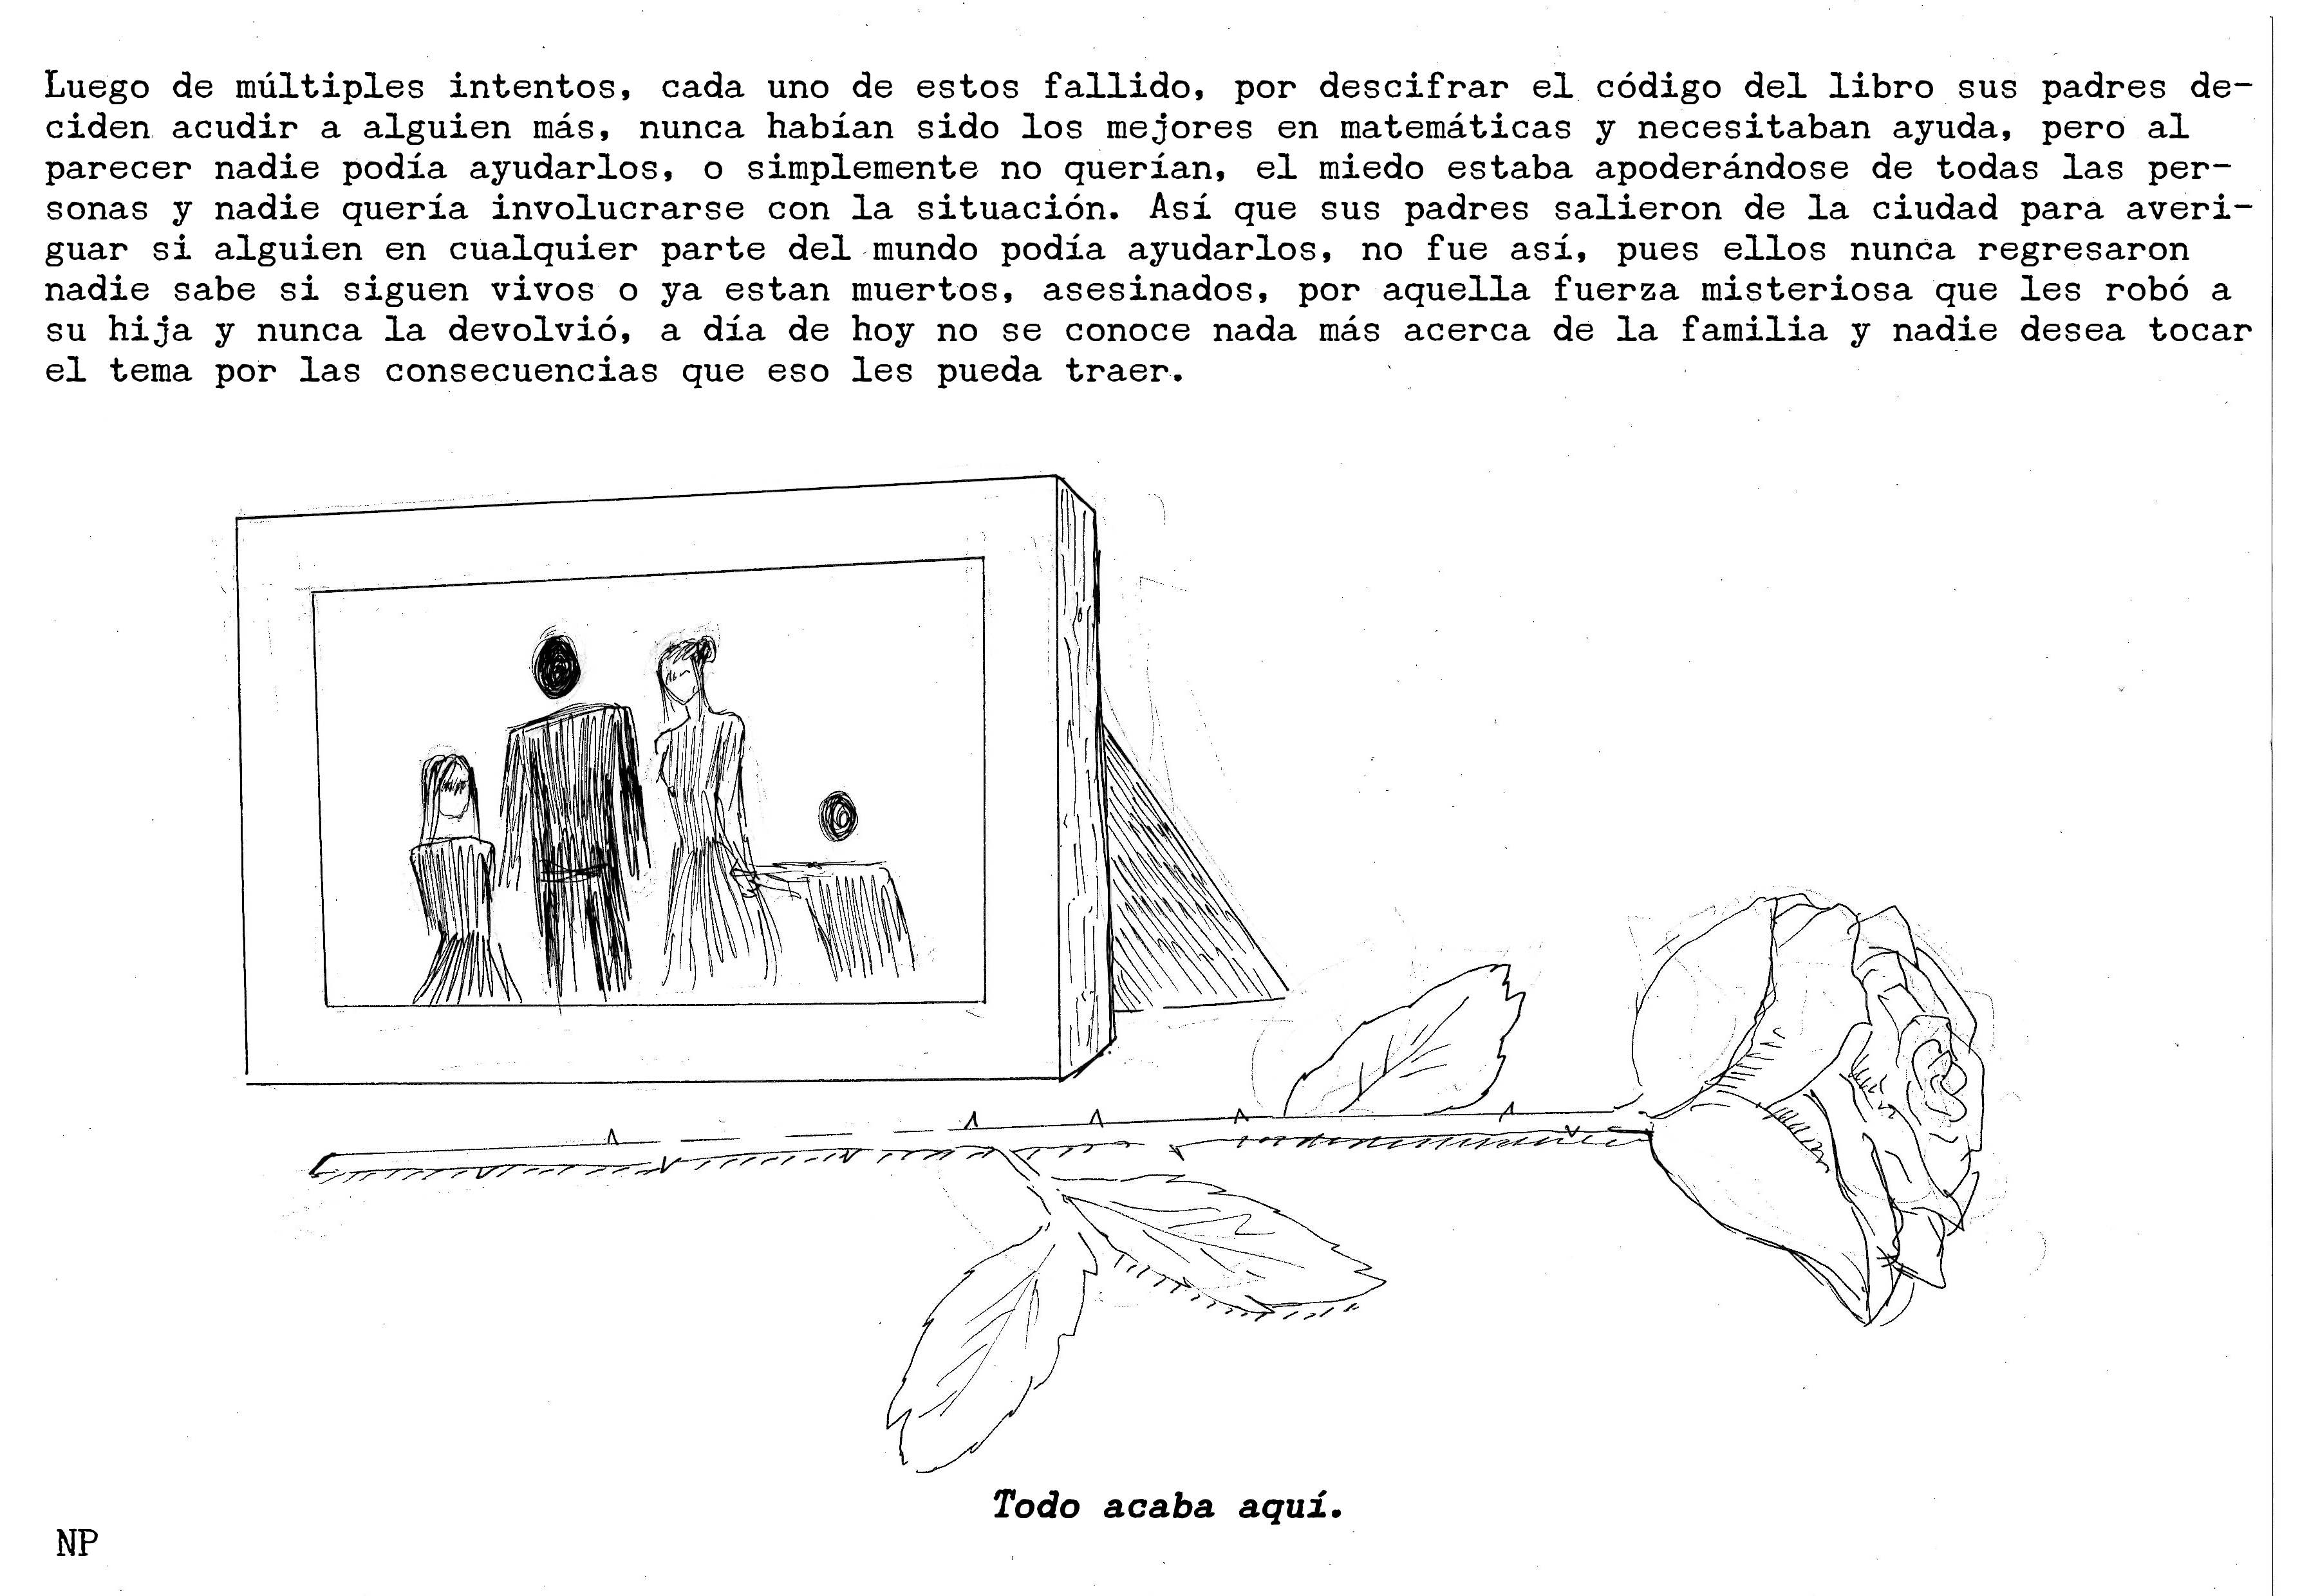 Luego de múltiples intentos, cada uno de estos fallido, por descifrar el código del libro sus padres de-
ciden acudir a alguien más, nunca habían sido los mejores en matemáticas y necesitaban ayuda, pero al
parecer nadie podía ayudarlos, o simplemente no querían, el miedo estaba apoderándose de todas las per-
sonas y nadie quería involucrarse con la situación. Así que sus padres salieron de la ciudad para averi-
guar si alguien en cualquier parte del mundo podía ayudarlos, no fue así, pues ellos nunca regresaron
nadie sabe si siguen vivos o ya estan muertos, asesinados, por aquella fuerza misteriosa que les robó a
su hija y nunca la devolvió, a día de hoy no se conoce nada más acerca de la familia y nadie desea tocar
el tema por las consecuencias que eso les pueda traer.
Todo acaba aquí.
NP